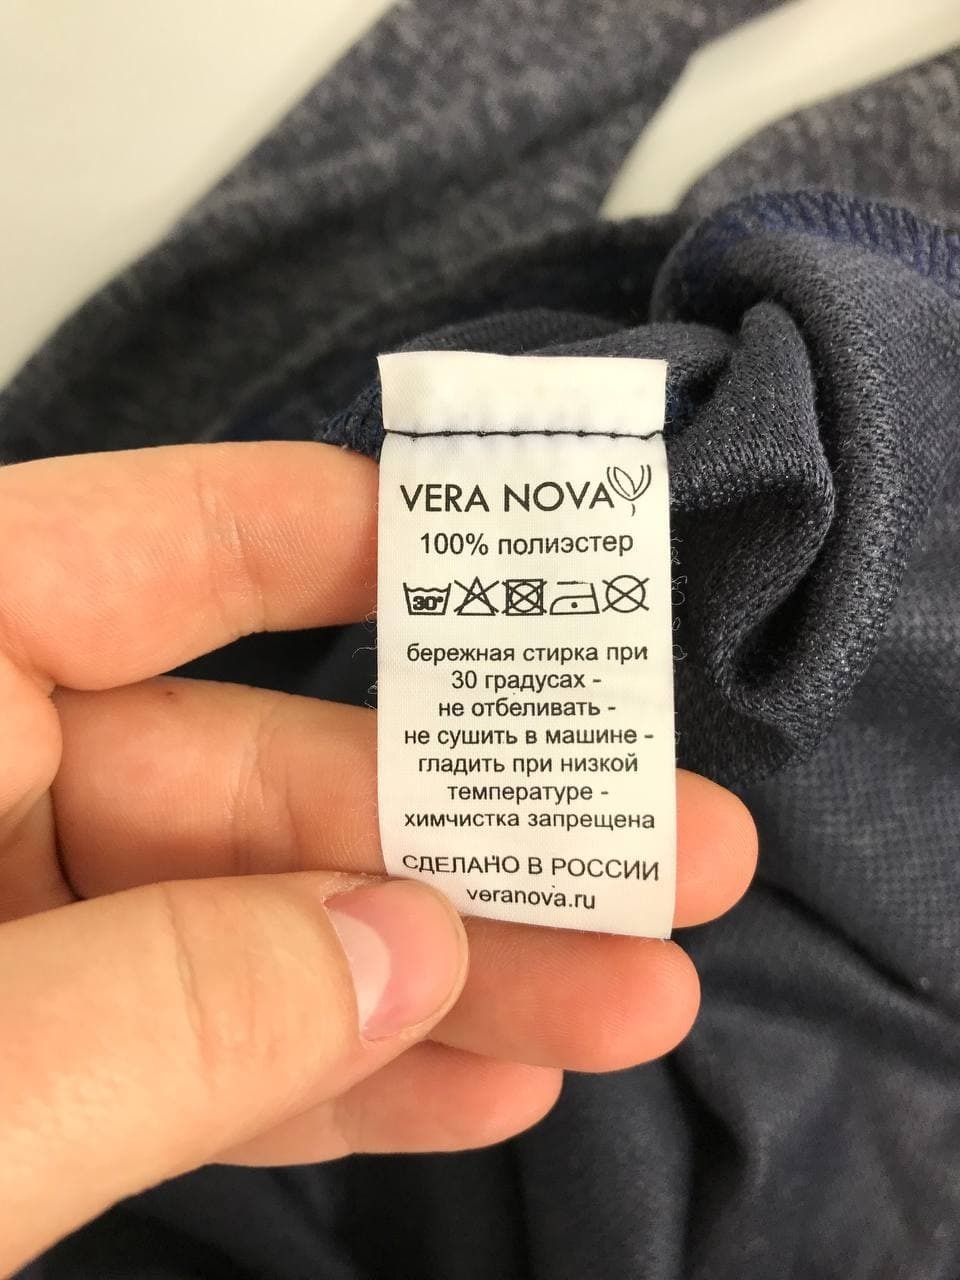 VERA NOVA
100% полиэстер
30°
бережная стирка при
30 градусах -
не отбеливать -
не сушить в машине -
гладить при низкой
температуре -
химчистка запрещена
СДЕЛАНО В РОССИИ
veranova.ru